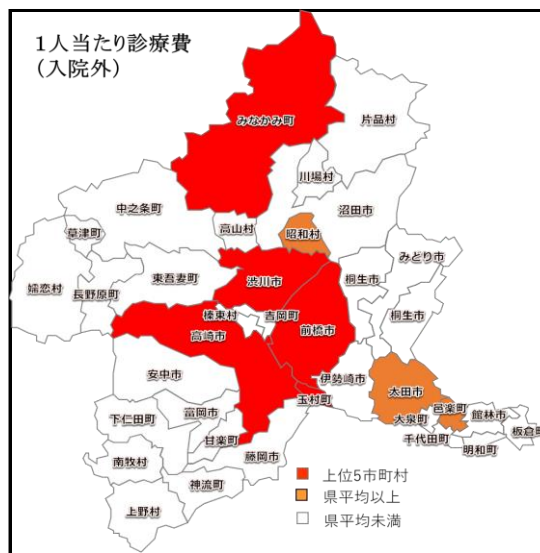 1人当たり診療費
(入院外)
みなかみ町
片品村
川場村
中之条町
沼田市
高山村
昭和村
草津町
みどり市
嬬恋村
長野原町
東吾妻町
渋川市
桐生市
榛東村
吉岡町
桐生市
高崎市
前橋市
安中市
伊勢崎市
太田市
玉村町
邑楽町
下仁田町
富岡市
大泉町
館林市
板倉町
甘楽町
千代田町
明和町
藤岡市
南牧村
神流町
上野村
上位5市町村
県平均以上
県平均未満